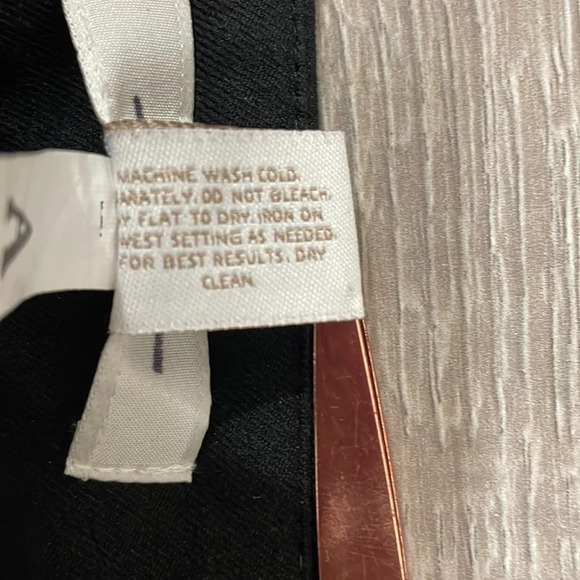 MACHINE WASH COLD.
ARATELY. DO NOT BLEACH,
Y FLAT TO DRY. IRON ON
WEST SETTING AS NEEDED
FOR BEST RESULTS, DRY
CLEAN